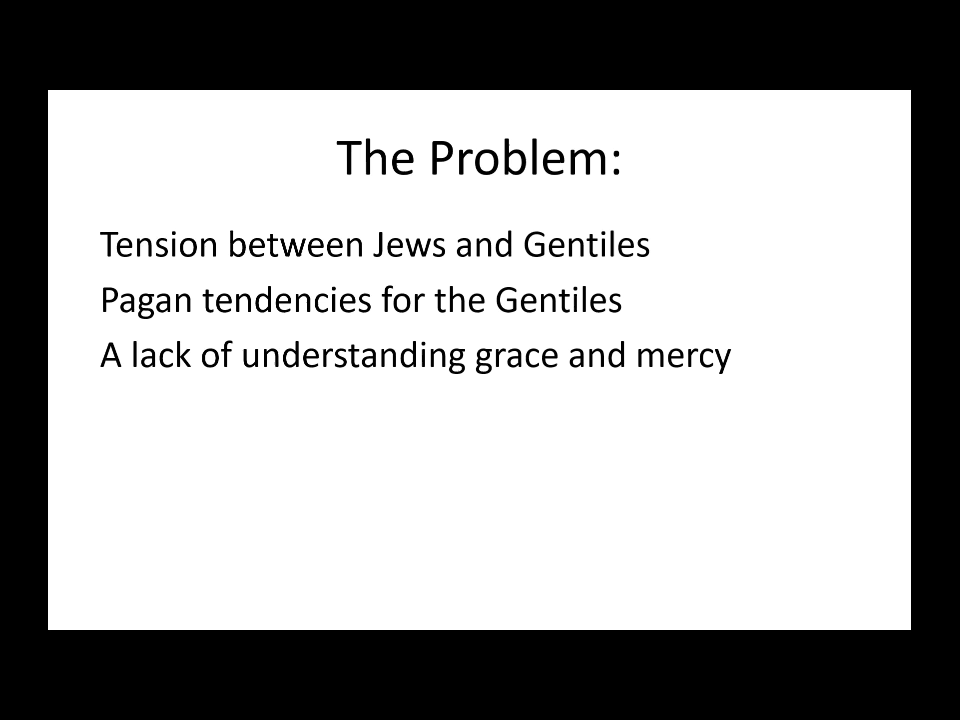 The Problem:
Tension between Jews and Gentiles
Pagan tendencies for the Gentiles
A lack of understanding grace and mercy